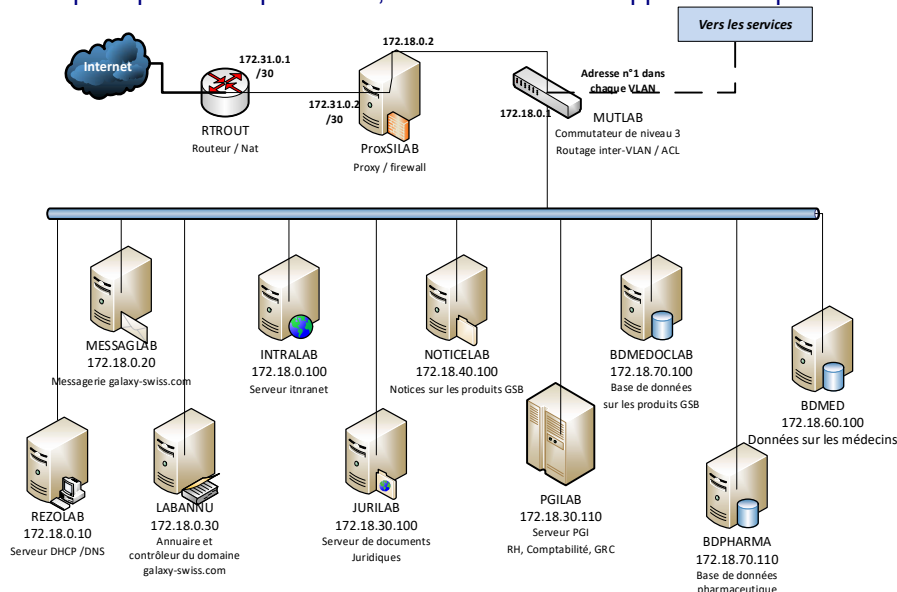 Vers les services
172.18.0.2
Internet
172.31.0.1
/30
172.31.0.2
/30
Adresse n°1 dans
chaque VLAN
172.18.0.1
RTROUT
Routeur / Nat
ProxSILAB
Proxy / firewall
MUTLAB
Commutateur de niveau 3
Routage inter-VLAN / ACL
MESSAGLAB
172.18.0.20
Messagerie galaxy-swiss.com
INTRALAB
172.18.0.100
Serveur itnranet
NOTICELAB
172.18.40.100
Notices sur les produits GSB
BDMEDOCLAB
172.18.70.100
Base de données
sur les produits GSB
BDMED
172.18.60.100
Données sur les médecins
REZOLAB
172.18.0.10
Serveur DHCP /DNS
LABANNU
172.18.0.30
Annuaire et
contrôleur du domaine
galaxy-swiss.com
JURILAB
172.18.30.100
Serveur de documents
Juridiques
PGILAB
172.18.30.110
Serveur PGI
RH, Comptabilité, GRC
BDPHARMA
172.18.70.110
Base de données
pharmaceutique